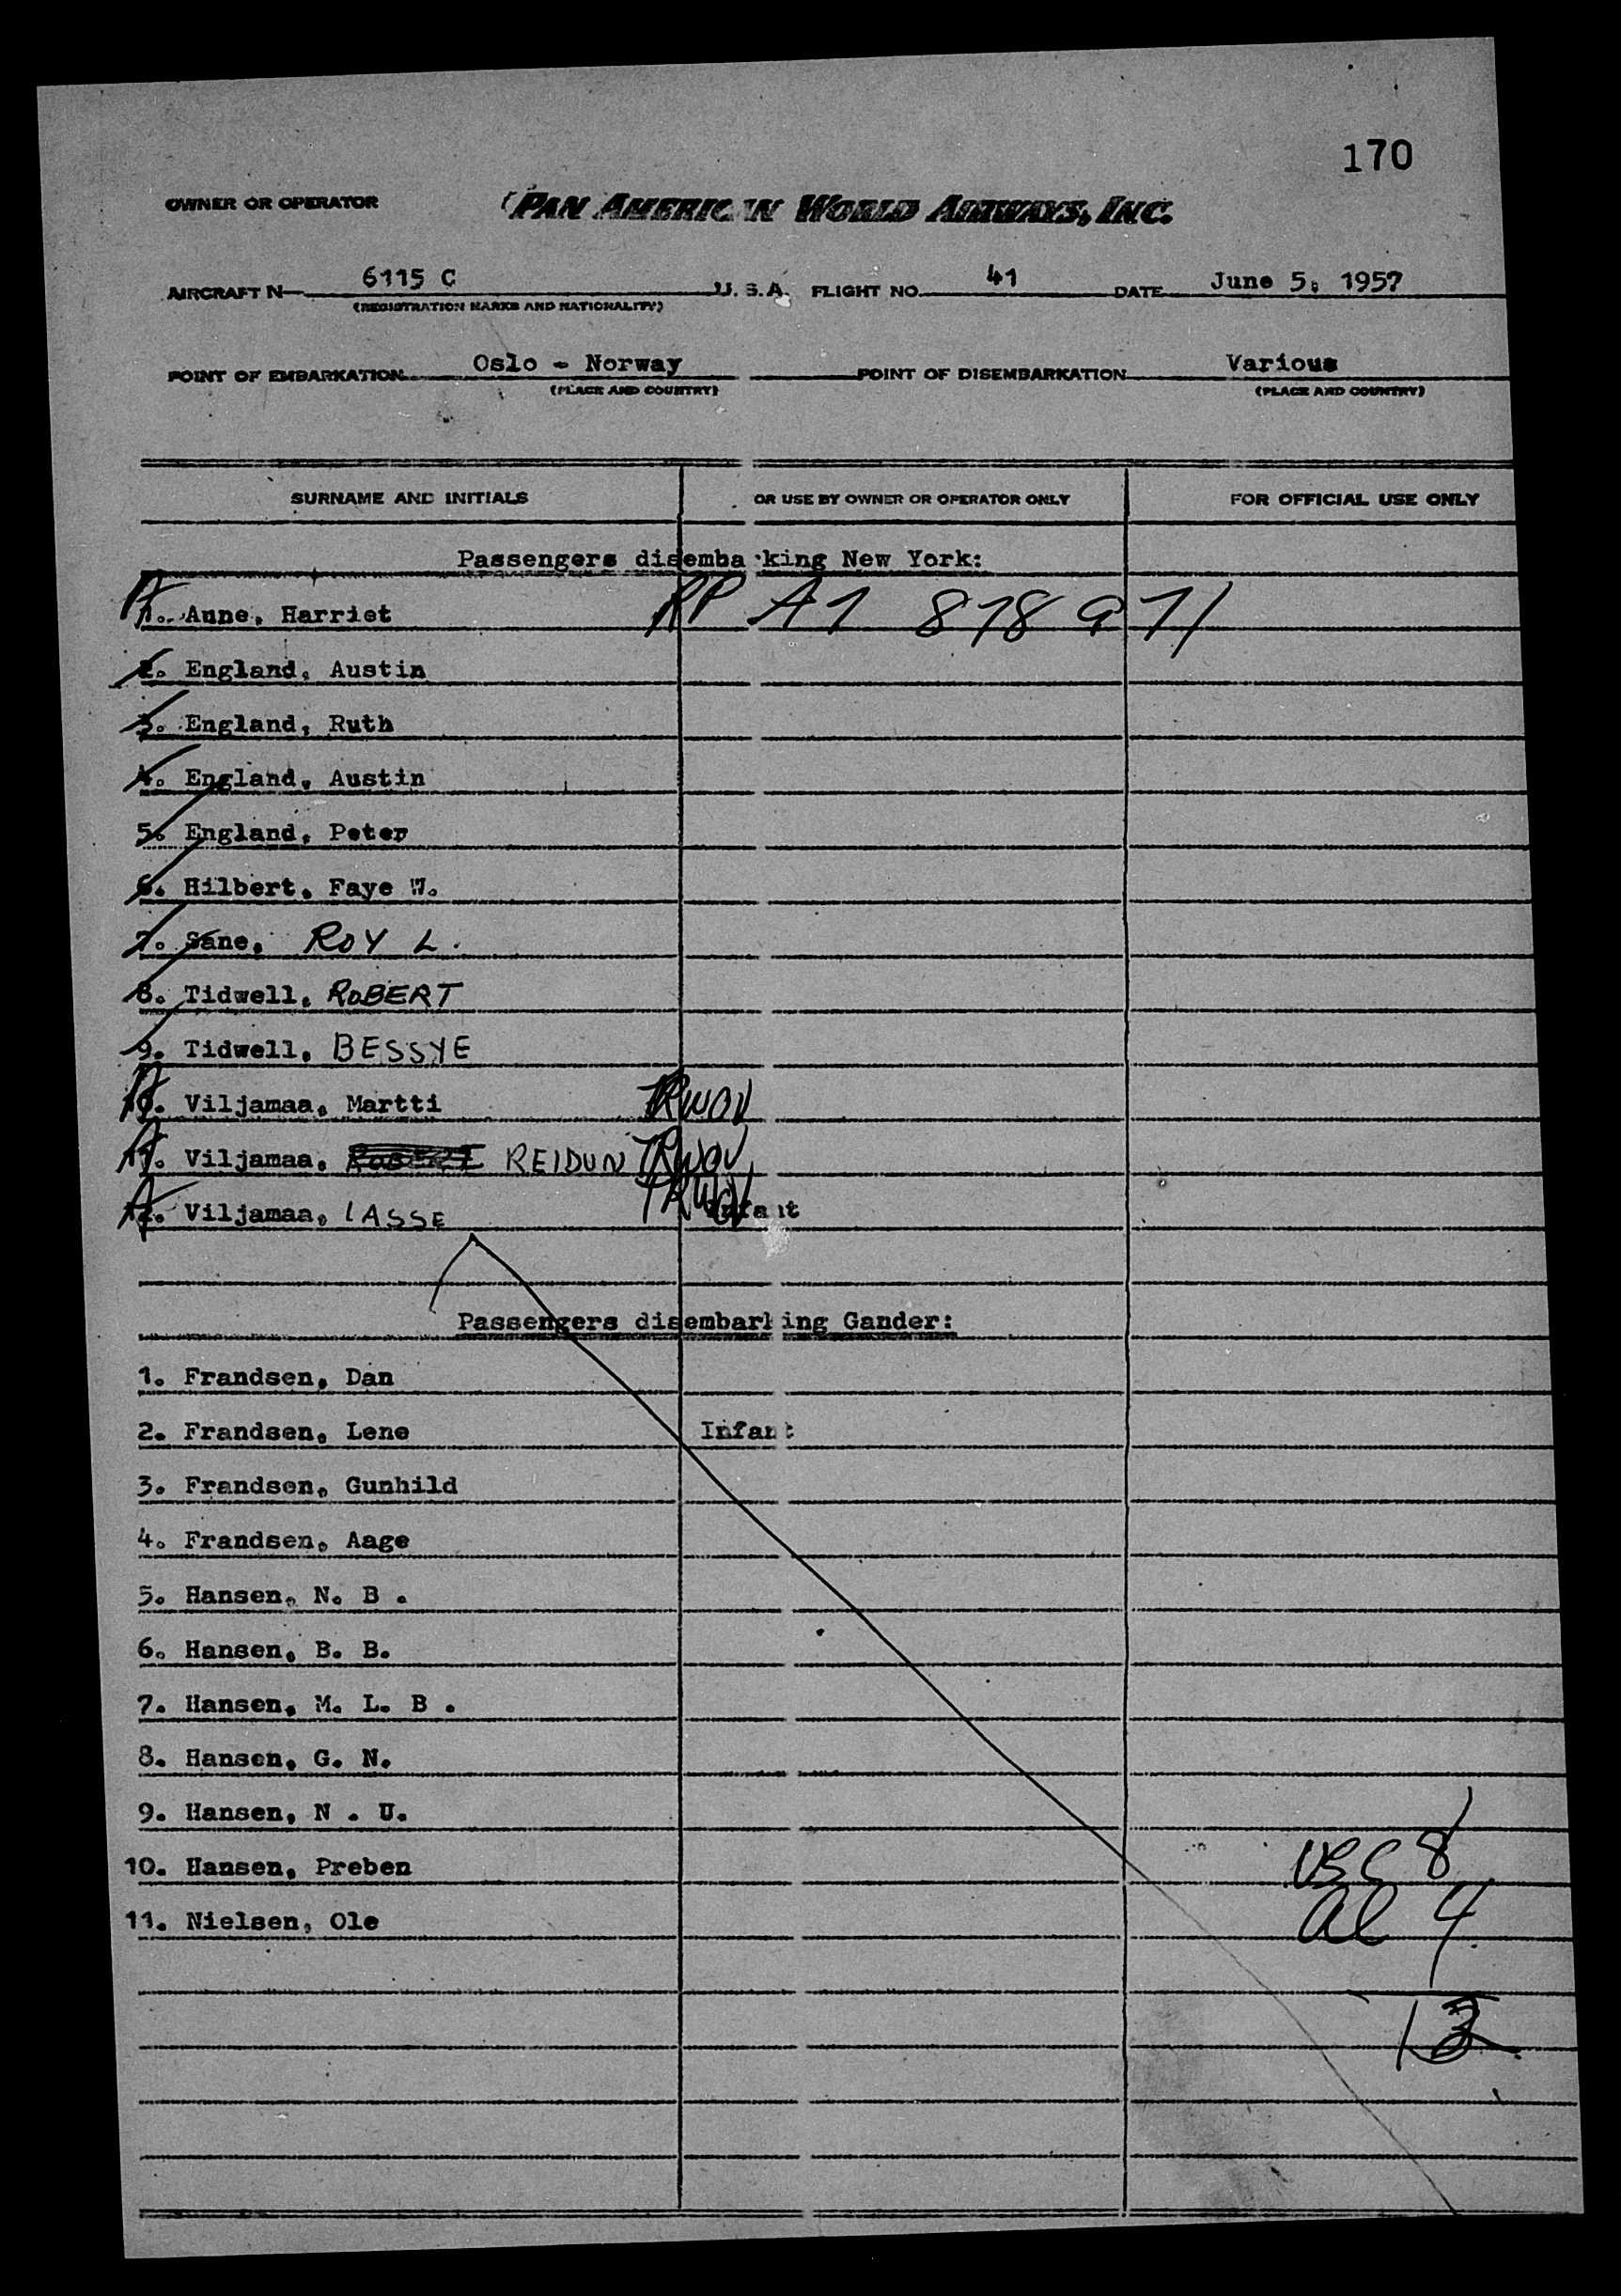 170
OWNER OR OPERATOR PAN AMERICAN WORLD AIRWAYS, INC.
AIRCRAFT N 6115 C U. S. A. FLIGHT NO. 41 DATE June 5, 1957
(REGISTRATION MARKS AND NATIONALITY)
POINT OF EMBARKATION Oslo - Norway POINT OF DISEMBARKATION Various
(PLACE AND COUNTRY) (PLACE AND COUNTRY)
SURNAME AND INITIALS OR USE BY OWNER OR OPERATOR ONLY FOR OFFICIAL USE ONLY
Passengers disembarking New York:
1. Aune, Harriet RP A1 878 971
2. England, Austin
3. England, Ruth
4. England, Austin
5. England, Peter
6. Hilbert, Faye W.
7. Sane, ROY L.
8. Tidwell, ROBERT
9. Tidwell, BESSYE
10. Viljamaa, Martti
11. Viljamaa, REIDUN
12. Viljamaa, LASSE Infant
Passengers disembarking Gander:
1. Frandsen, Dan
2. Frandsen, Lene Infant
3. Frandsen, Gunhild
4. Frandsen, Aage
5. Hansen, N. B .
6. Hansen, B. B.
7. Hansen, M. L. B .
8. Hansen, G. N.
9. Hansen, N . U.
10. Hansen, Preben
USC 8
11. Nielsen, Ole
al 4